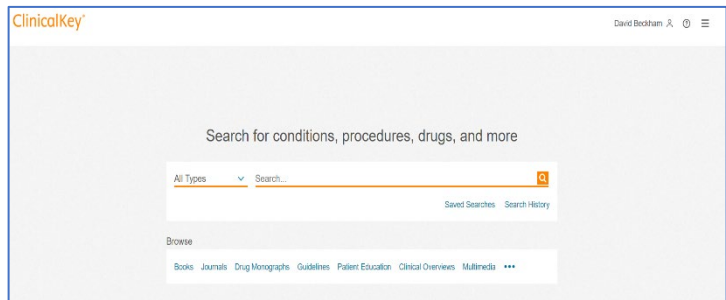 ClinicalKey®
David Beckham
Search for conditions, procedures, drugs, and more
All Types Search...
Saved Searches Search History
Browse
Books Journals Drug Monographs Guidelines Patient Education Clinical Overviews Multimedia •••